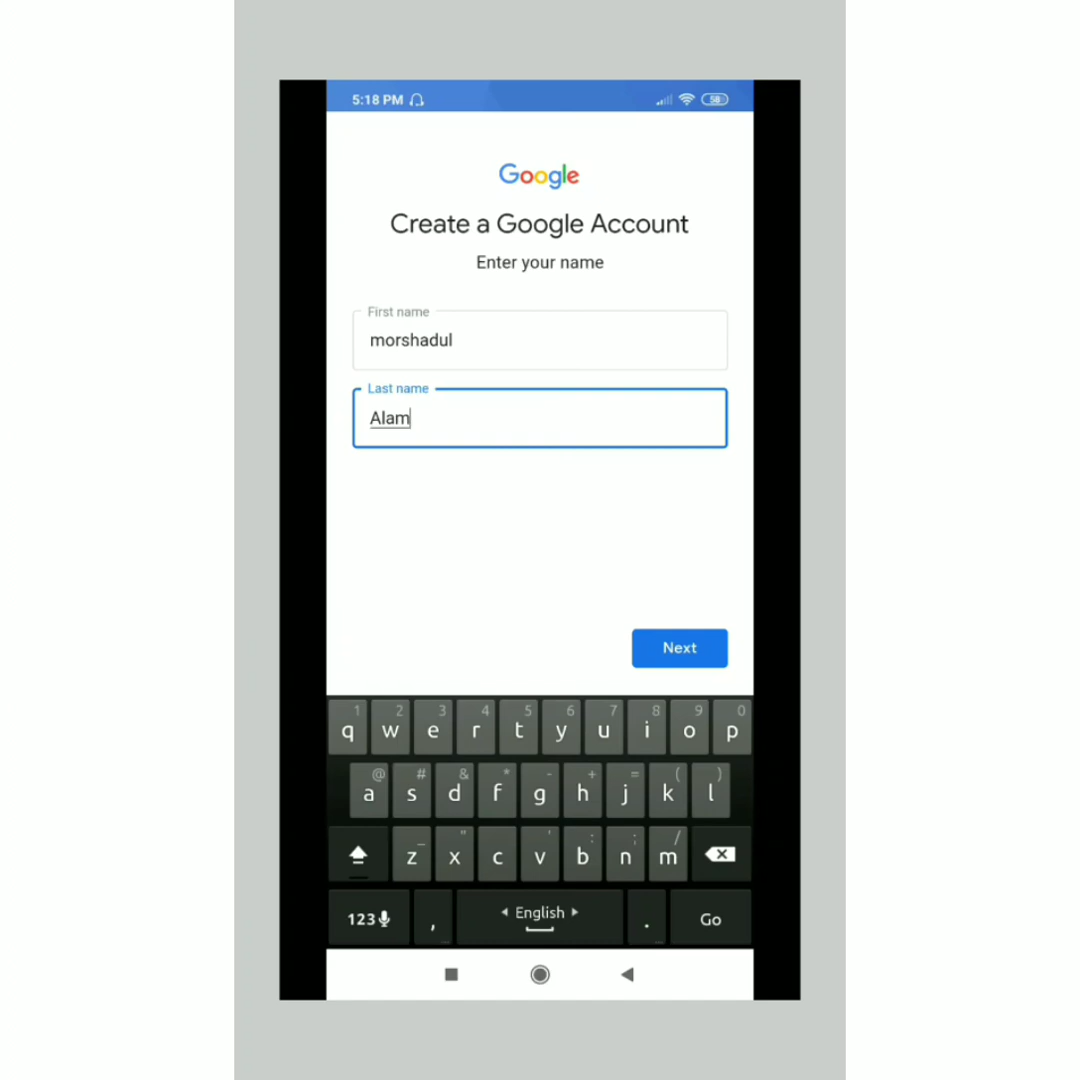 5:18 PM 58
Google
Create a Google Account
Enter your name
First name
morshadul
Last name
Alam
Next
1 2 3 4 5 6 7 8 9 0
q w e r t y u i o p
@ # & * - + = ( )
a s d f g h j k l
_ " ' : ; /
z x c v b n m
123 , English . Go